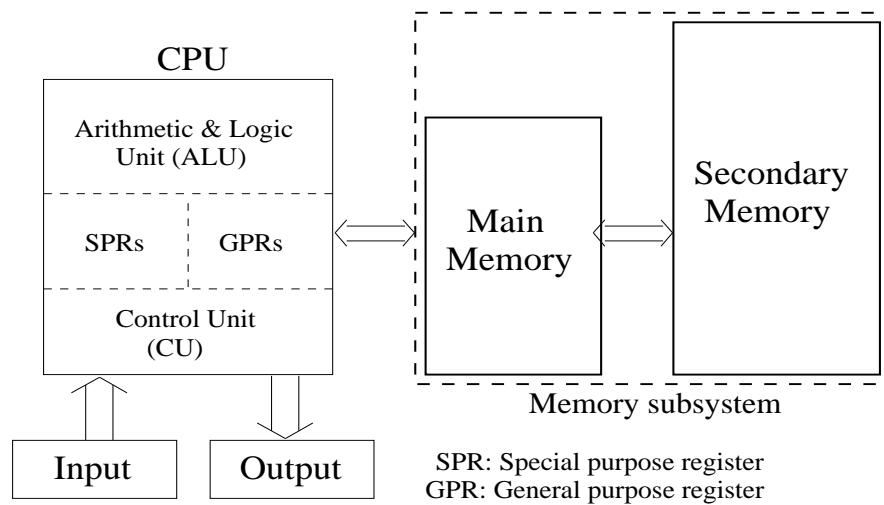 CPU
Arithmetic & Logic
Unit (ALU)
SPRs
GPRs
Control Unit
(CU)
Input
Output
Main
Memory
Secondary
Memory
Memory subsystem
SPR: Special purpose register
GPR: General purpose register